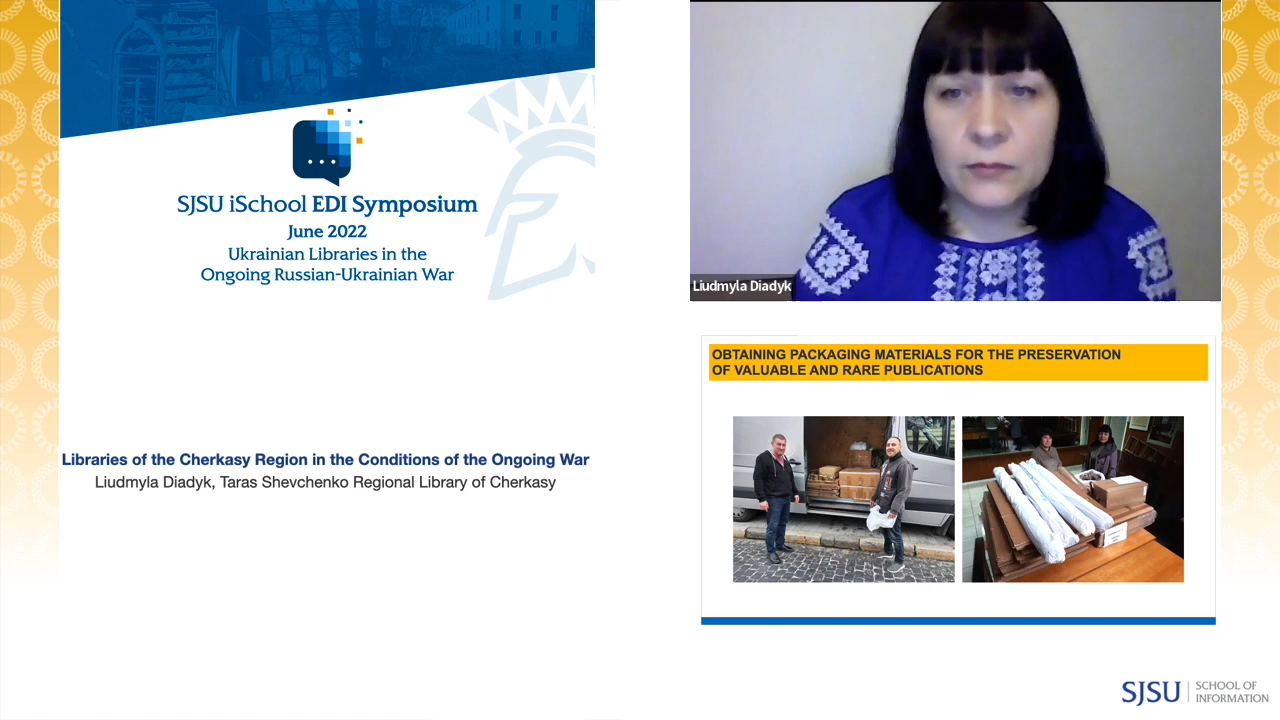 SJSU iSchool EDI Symposium
June 2022
Ukrainian Libraries in the
Ongoing Russian-Ukrainian War
Libraries of the Cherkasy Region in the Conditions of the Ongoing War
Liudmyla Diadyk, Taras Shevchenko Regional Library of Cherkasy
Liudmyla Diadyk
OBTAINING PACKAGING MATERIALS FOR THE PRESERVATION
OF VALUABLE AND RARE PUBLICATIONS
SJSU
SCHOOL OF
INFORMATION